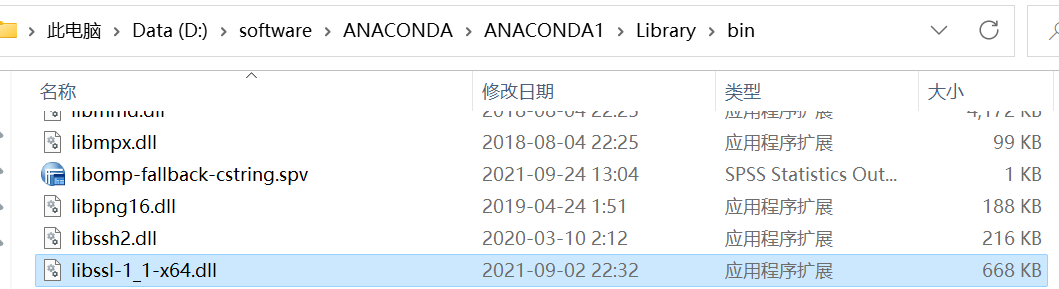 此电脑 › Data (D:) › software › ANACONDA › ANACONDA1 › Library › bin
名称 修改日期 类型 大小
libmmd.dll 2018-08-04 22:25 应用程序扩展 4,172 KB
libmpx.dll 2018-08-04 22:25 应用程序扩展 99 KB
libomp-fallback-cstring.spv 2021-09-24 13:04 SPSS Statistics Out... 1 KB
libpng16.dll 2019-04-24 1:51 应用程序扩展 188 KB
libssh2.dll 2020-03-10 2:12 应用程序扩展 216 KB
libssl-1_1-x64.dll 2021-09-02 22:32 应用程序扩展 668 KB